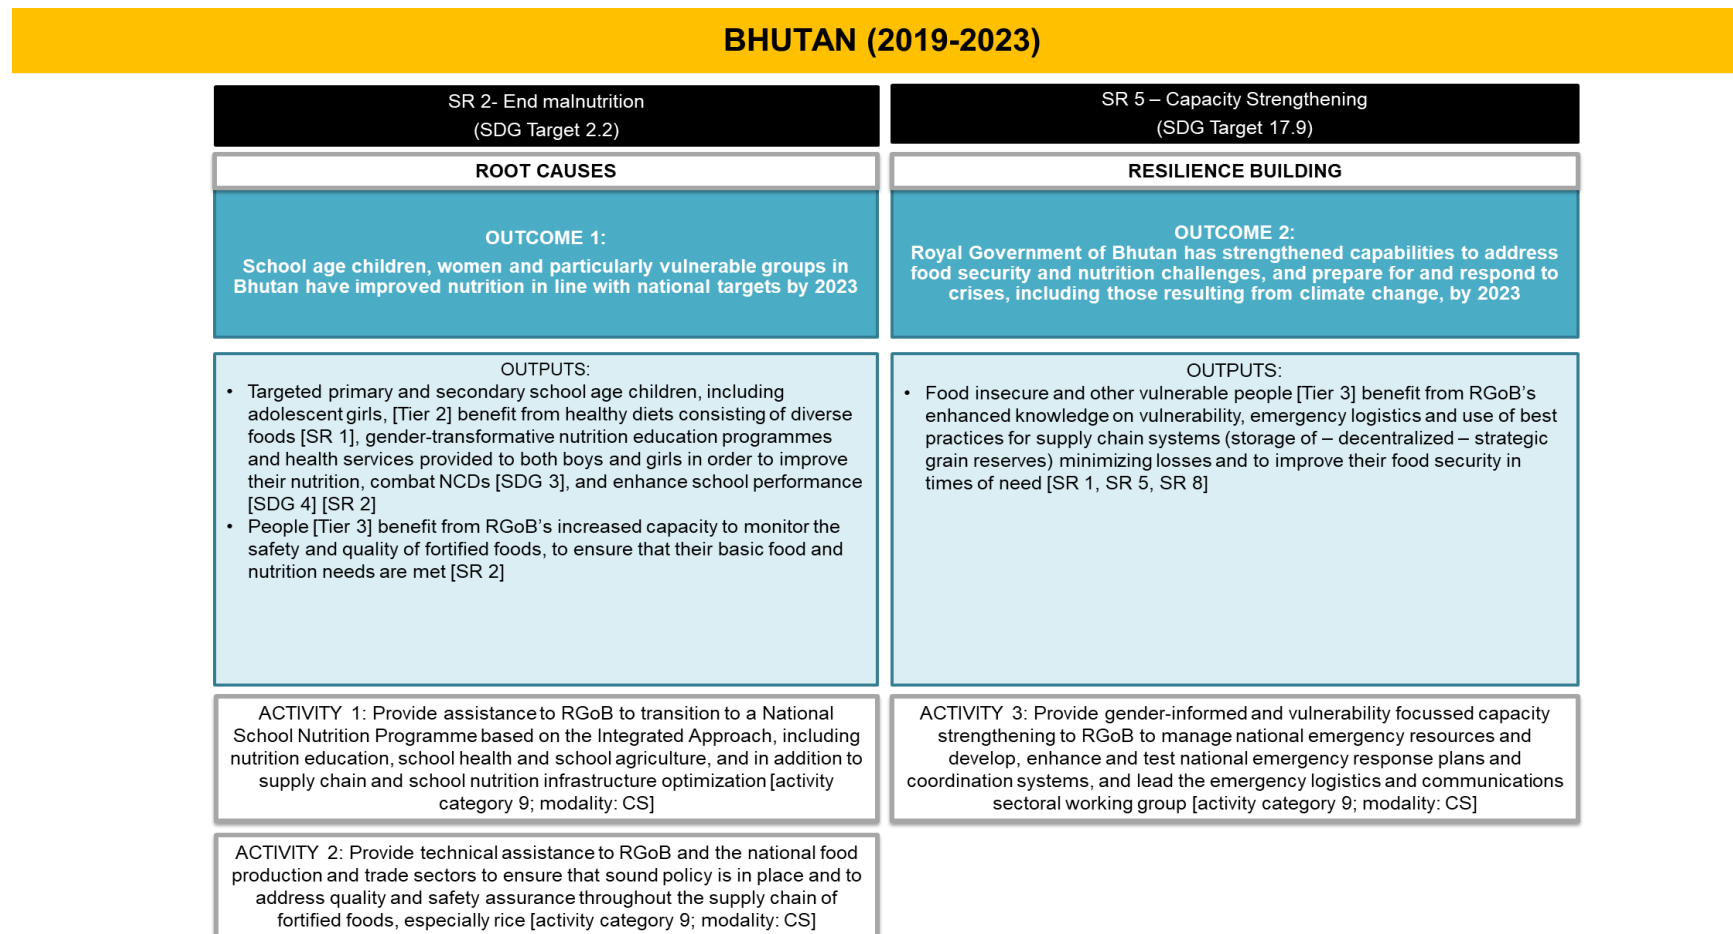 BHUTAN (2019-2023)
SR 2- End malnutrition
(SDG Target 2.2)
ROOT CAUSES
OUTCOME 1:
School age children, women and particularly vulnerable groups in
Bhutan have improved nutrition in line with national targets by 2023
OUTPUTS:
• Targeted primary and secondary school age children, including
adolescent girls, [Tier 2] benefit from healthy diets consisting of diverse
foods [SR 1], gender-transformative nutrition education programmes
and health services provided to both boys and girls in order to improve
their nutrition, combat NCDs [SDG 3], and enhance school performance
[SDG 4] [SR 2]
• People [Tier 3] benefit from RGoB’s increased capacity to monitor the
safety and quality of fortified foods, to ensure that their basic food and
nutrition needs are met [SR 2]
ACTIVITY 1: Provide assistance to RGoB to transition to a National
School Nutrition Programme based on the Integrated Approach, including
nutrition education, school health and school agriculture, and in addition to
supply chain and school nutrition infrastructure optimization [activity
category 9; modality: CS]
ACTIVITY 2: Provide technical assistance to RGoB and the national food
production and trade sectors to ensure that sound policy is in place and to
address quality and safety assurance throughout the supply chain of
fortified foods, especially rice [activity category 9; modality: CS]
SR 5 – Capacity Strengthening
(SDG Target 17.9)
RESILIENCE BUILDING
OUTCOME 2:
Royal Government of Bhutan has strengthened capabilities to address
food security and nutrition challenges, and prepare for and respond to
crises, including those resulting from climate change, by 2023
OUTPUTS:
• Food insecure and other vulnerable people [Tier 3] benefit from RGoB’s
enhanced knowledge on vulnerability, emergency logistics and use of best
practices for supply chain systems (storage of – decentralized – strategic
grain reserves) minimizing losses and to improve their food security in
times of need [SR 1, SR 5, SR 8]
ACTIVITY 3: Provide gender-informed and vulnerability focussed capacity
strengthening to RGoB to manage national emergency resources and
develop, enhance and test national emergency response plans and
coordination systems, and lead the emergency logistics and communications
sectoral working group [activity category 9; modality: CS]